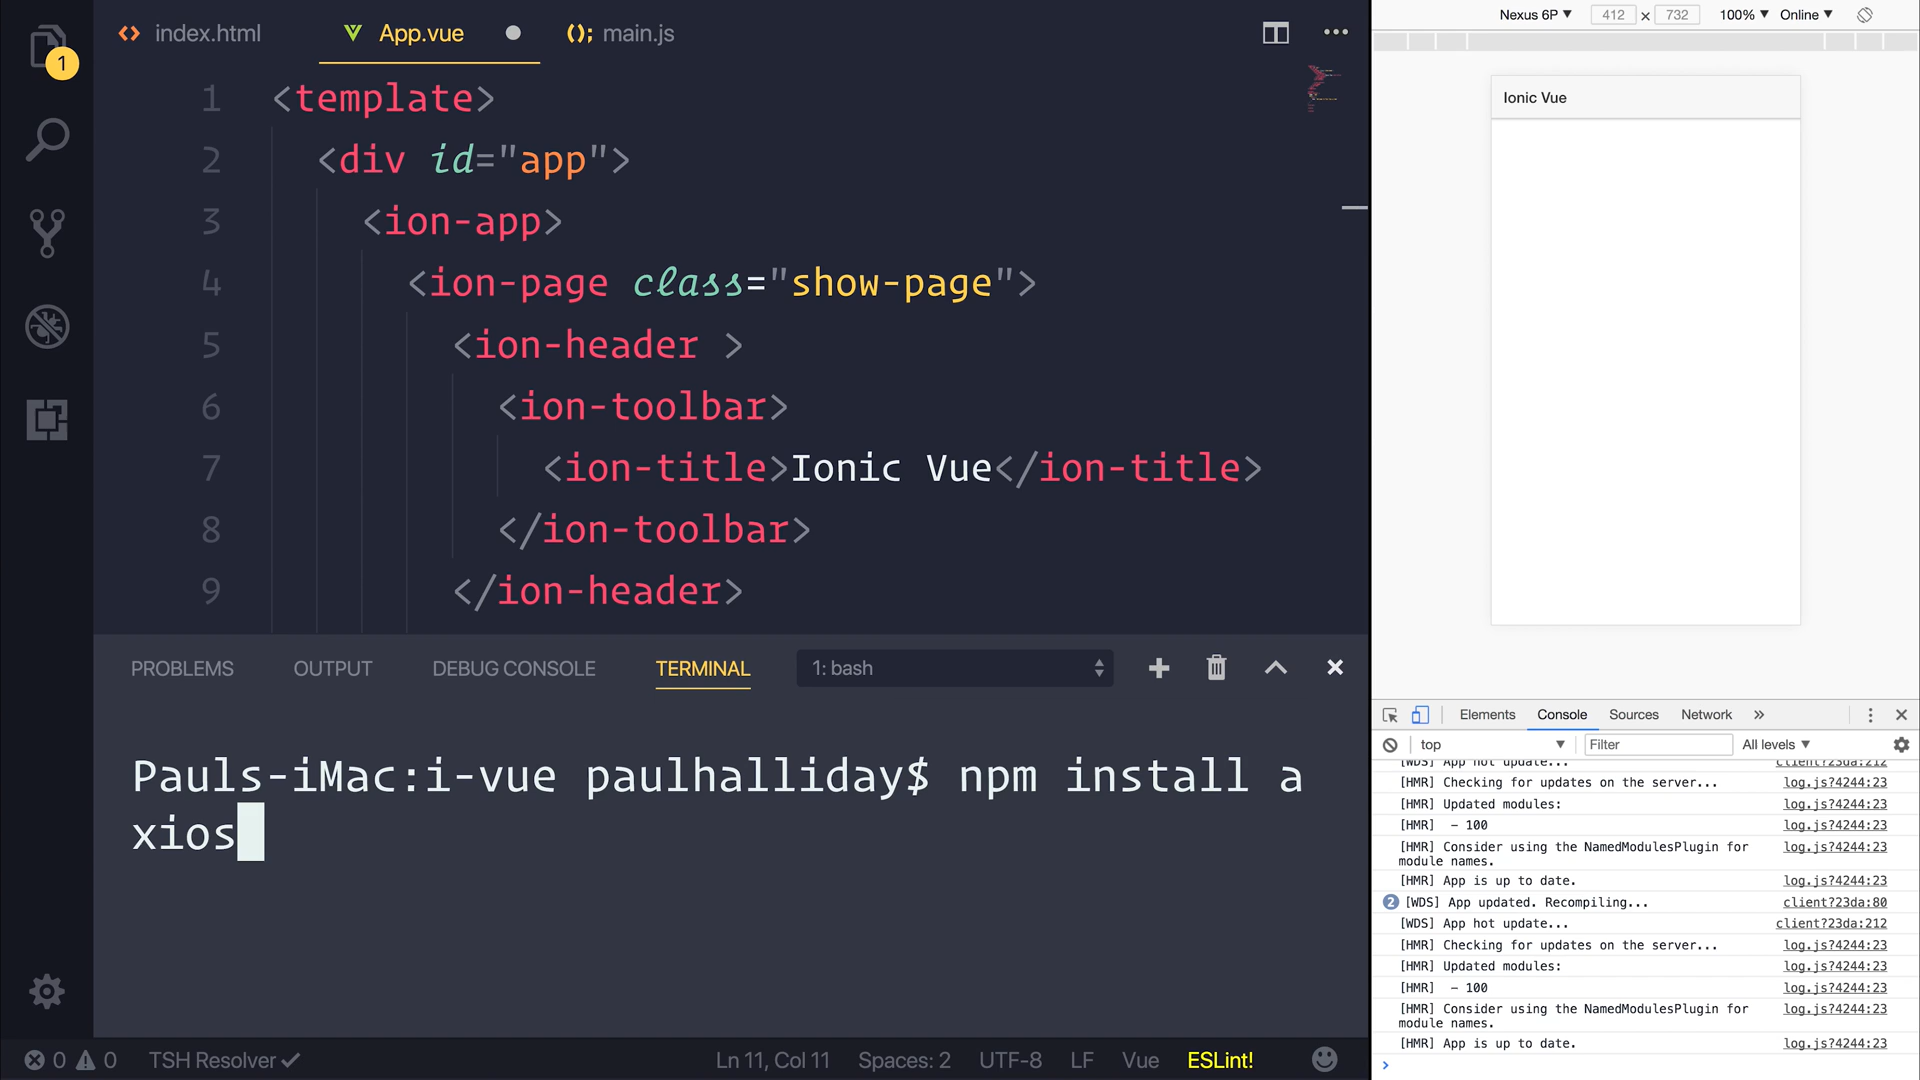 index.html
App.vue
main.js
1 <template>
2 <div id="app">
3 <ion-app>
4 <ion-page class="show-page">
5 <ion-header >
6 <ion-toolbar>
7 <ion-title>Ionic Vue</ion-title>
8 </ion-toolbar>
9 </ion-header>
1
PROBLEMS OUTPUT DEBUG CONSOLE TERMINAL 1: bash
Pauls-iMac:i-vue paulhalliday$ npm install a
xios
0 0 TSH Resolver Ln 11, Col 11 Spaces: 2 UTF-8 LF Vue ESLint!
Nexus 6P 412 x 732 100% Online
Ionic Vue
Elements Console Sources Network »
top Filter All levels
[WDS] App hot update... client?23da:212
[HMR] Checking for updates on the server... log.js?4244:23
[HMR] Updated modules: log.js?4244:23
[HMR] - 100 log.js?4244:23
[HMR] Consider using the NamedModulesPlugin for log.js?4244:23
module names.
[HMR] App is up to date. log.js?4244:23
2 [WDS] App updated. Recompiling... client?23da:80
[WDS] App hot update... client?23da:212
[HMR] Checking for updates on the server... log.js?4244:23
[HMR] Updated modules: log.js?4244:23
[HMR] - 100 log.js?4244:23
[HMR] Consider using the NamedModulesPlugin for log.js?4244:23
module names.
[HMR] App is up to date. log.js?4244:23